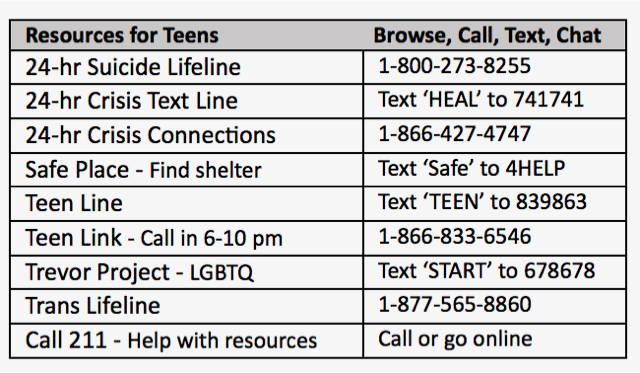 Resources for Teens Browse, Call, Text, Chat
24-hr Suicide Lifeline 1-800-273-8255
24-hr Crisis Text Line Text ‘HEAL’ to 741741
24-hr Crisis Connections 1-866-427-4747
Safe Place - Find shelter Text ‘Safe’ to 4HELP
Teen Line Text ‘TEEN’ to 839863
Teen Link - Call in 6-10 pm 1-866-833-6546
Trevor Project - LGBTQ Text ‘START’ to 678678
Trans Lifeline 1-877-565-8860
Call 211 - Help with resources Call or go online